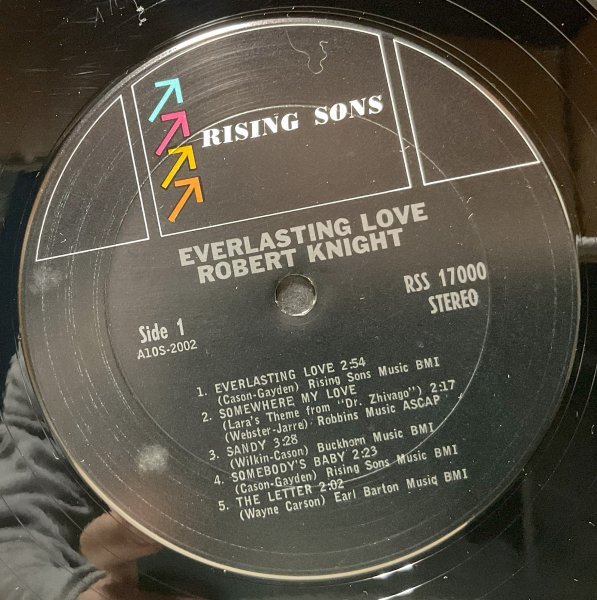 RISING SONS
EVERLASTING LOVE
ROBERT KNIGHT
RSS 17000
STEREO
Side 1
A10S-2002
1. EVERLASTING LOVE 2:54
(Cason-Gayden) Rising Sons Music BMI
2. SOMEWHERE MY LOVE
(Lara's Theme from "Dr. Zhivago") 2:17
(Webster-Jarre) Robbins Music ASCAP
3. SANDY 3:28
(Wilkin-Cason) Buckhorn Music BMI
4. SOMEBODY'S BABY 2:23
(Cason-Gayden) Rising Sons Music BMI
5. THE LETTER 2:02
(Wayne Carson) Earl Barton Music BMI